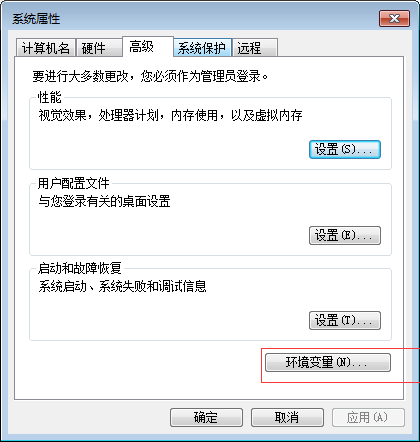 系统属性
计算机名 硬件 高级 系统保护 远程
要进行大多数更改，您必须作为管理员登录。
性能
视觉效果，处理器计划，内存使用，以及虚拟内存
设置(S)...
用户配置文件
与您登录有关的桌面设置
设置(E)...
启动和故障恢复
系统启动、系统失败和调试信息
设置(T)...
环境变量(N)...
确定 取消 应用(A)